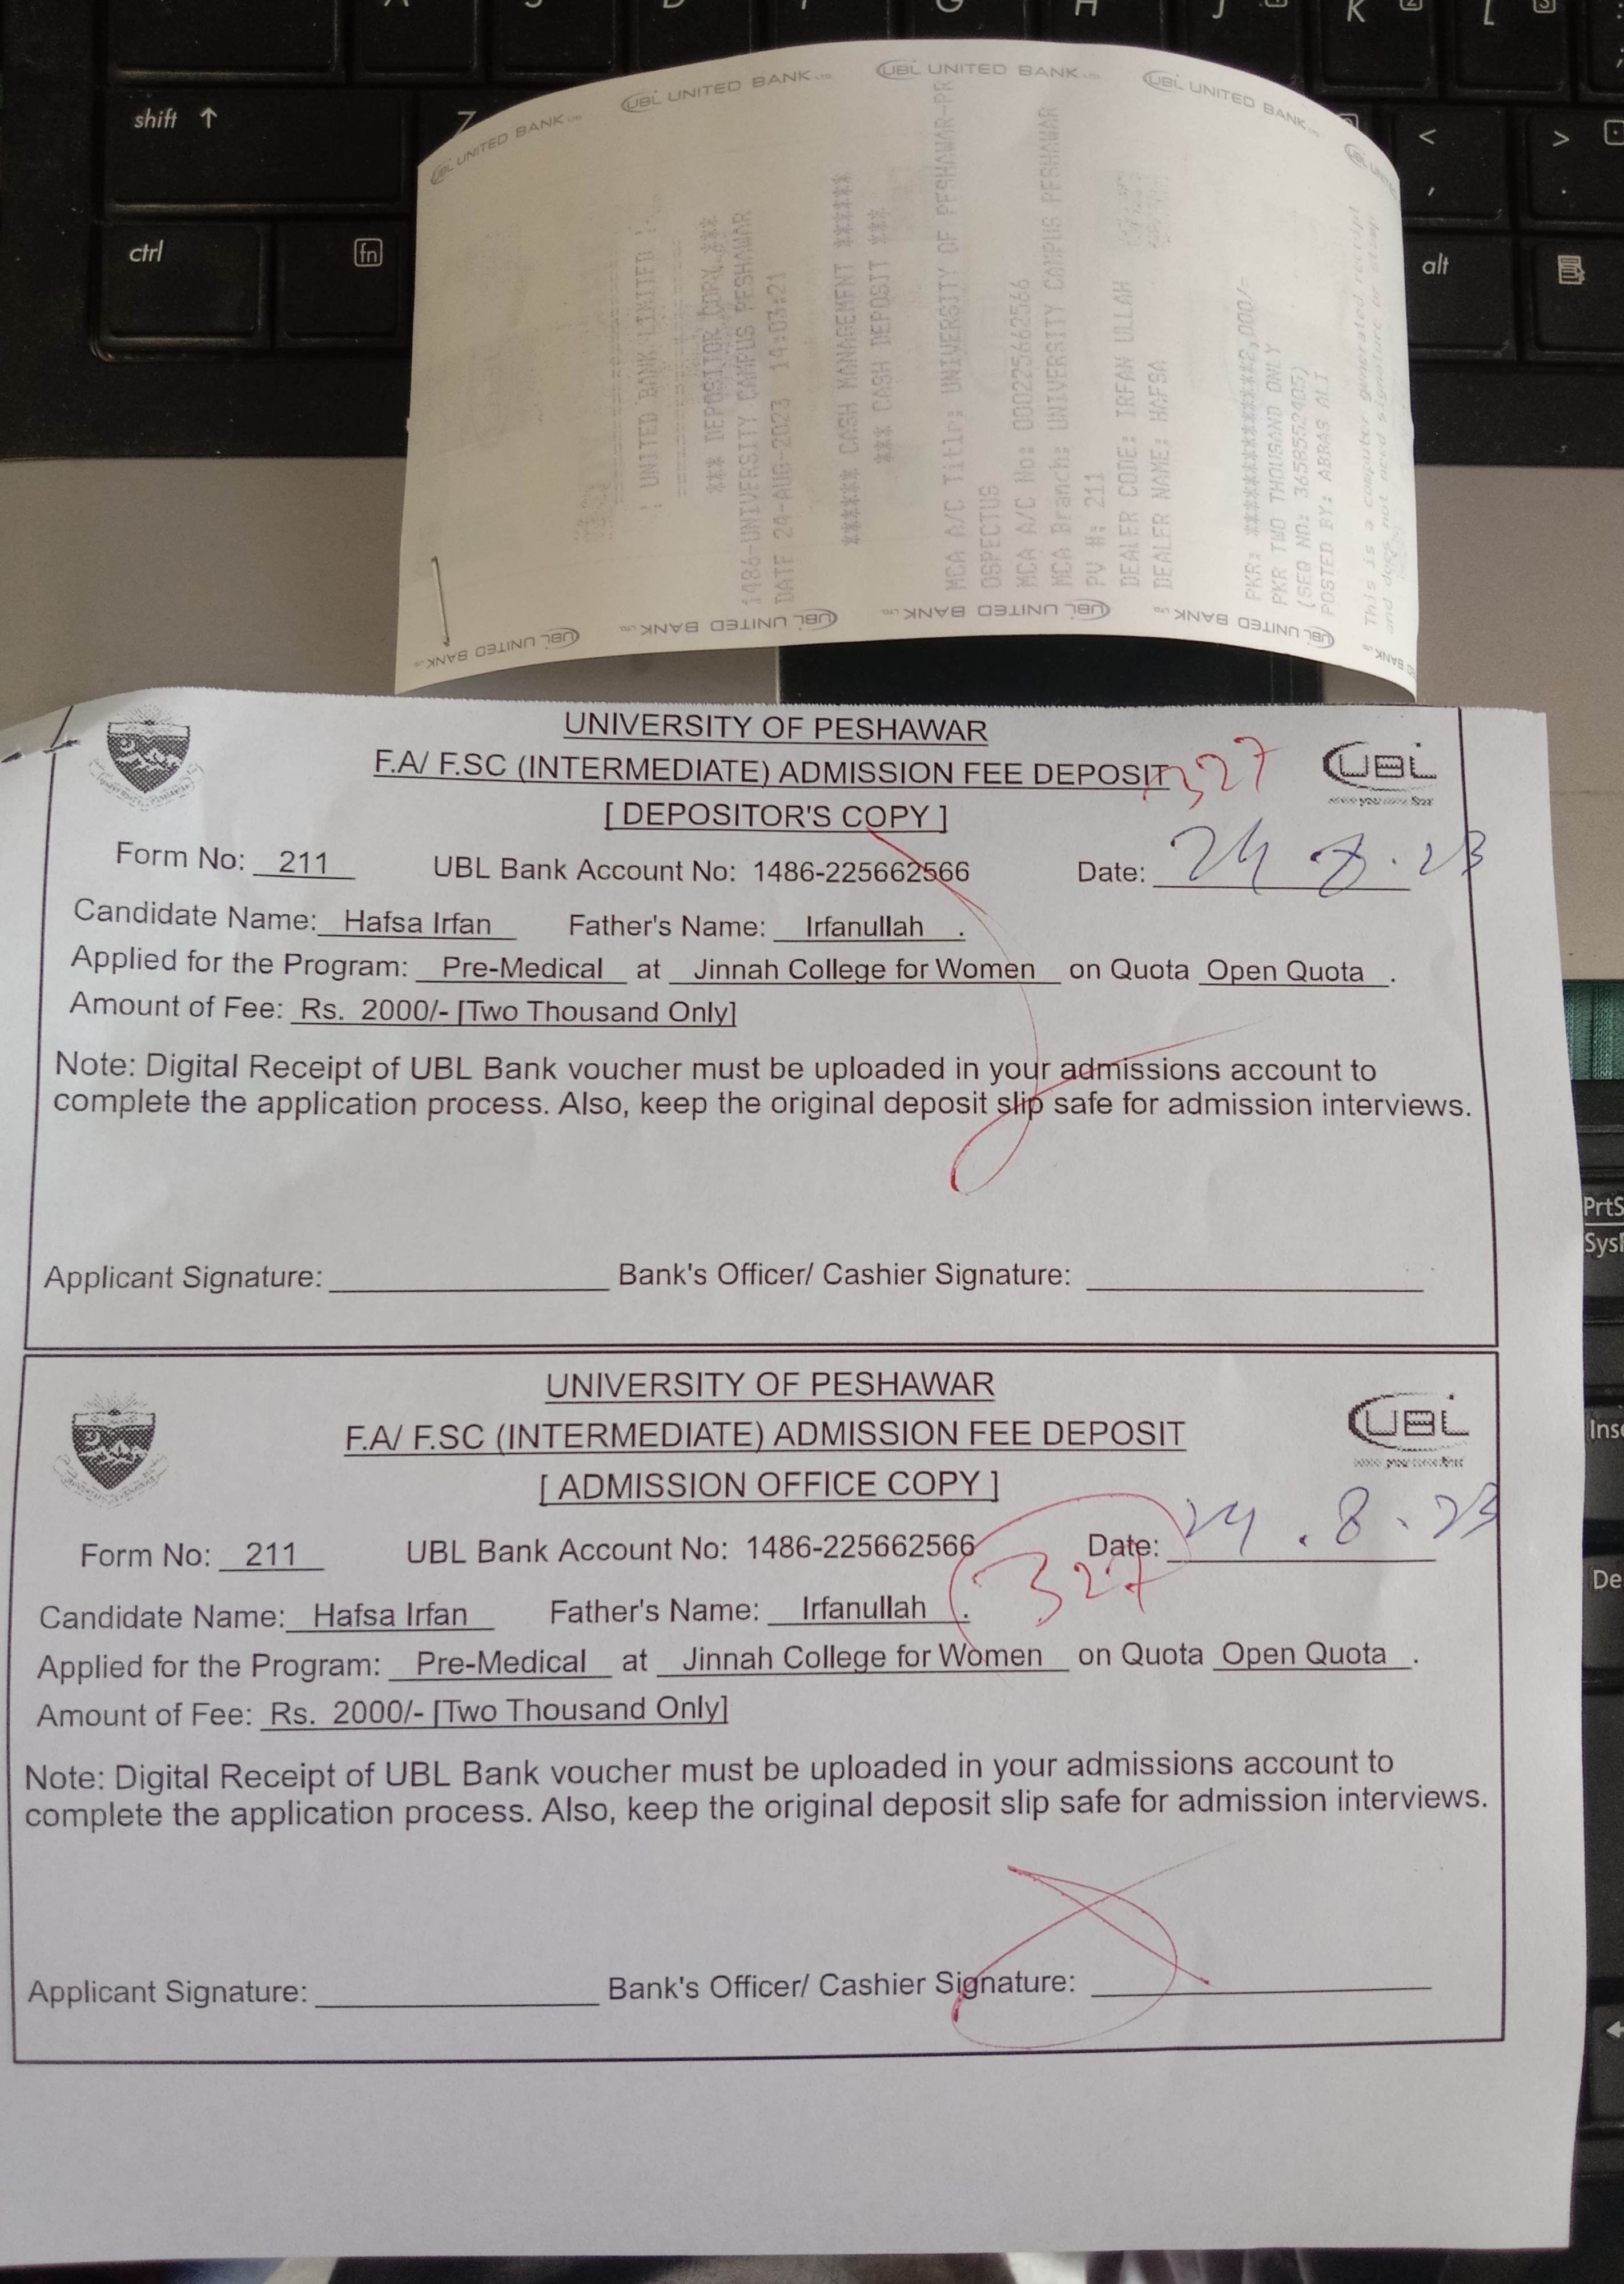 shift ↑
Z
K
L
<
>
,
.
ctrl
fn
alt
UBL UNITED BANK LTD
UBL UNITED BANK LTD
UBL UNITED BANK LTD
UBL UNITED BANK LTD
: UNITED BANK LIMITED :
*** DEPOSITOR COPY ***
1486-UNIVERSITY CAMPUS PESHAWAR
DATE 24-AUG-2023 14:03:21
****** CASH MANAGEMENT ******
*** CASH DEPOSIT ***
MCA A/C Title: UNIVERSITY OF PESHAWAR-PR
OSPECTUS
MCA A/C No: 000225662566
MCA Branch: UNIVERSITY CAMPUS PESHAWAR
PV #: 211
DEALER CODE: IRFAN ULLAH
DEALER NAME: HAFSA
PKR: *************2,000/=
PKR TWO THOUSAND ONLY
(SEQ NO: 3658552405)
POSTED BY: ABRAS ALI
This is a computer generated receipt
and does not need signature or stamp
UBL UNITED BANK LTD
UBL UNITED BANK LTD
UBL UNITED BANK LTD
UBL UNITED BANK LTD
UNIVERSITY OF PESHAWAR
F.A/ F.SC (INTERMEDIATE) ADMISSION FEE DEPOSIT
327
UBL
[ DEPOSITOR'S COPY ]
Form No: 211 UBL Bank Account No: 1486-225662566 Date: 24 8.23
Candidate Name: Hafsa Irfan Father's Name: Irfanullah .
Applied for the Program: Pre-Medical at Jinnah College for Women on Quota Open Quota .
Amount of Fee: Rs. 2000/- [Two Thousand Only]
Note: Digital Receipt of UBL Bank voucher must be uploaded in your admissions account to
complete the application process. Also, keep the original deposit slip safe for admission interviews.
Applicant Signature: Bank's Officer/ Cashier Signature:
UNIVERSITY OF PESHAWAR
F.A/ F.SC (INTERMEDIATE) ADMISSION FEE DEPOSIT
UBL
[ ADMISSION OFFICE COPY ]
Form No: 211 UBL Bank Account No: 1486-225662566 Date: 24.8.23
327
Candidate Name: Hafsa Irfan Father's Name: Irfanullah .
Applied for the Program: Pre-Medical at Jinnah College for Women on Quota Open Quota .
Amount of Fee: Rs. 2000/- [Two Thousand Only]
Note: Digital Receipt of UBL Bank voucher must be uploaded in your admissions account to
complete the application process. Also, keep the original deposit slip safe for admission interviews.
Applicant Signature: Bank's Officer/ Cashier Signature:
PrtS
Sys
Ins
De